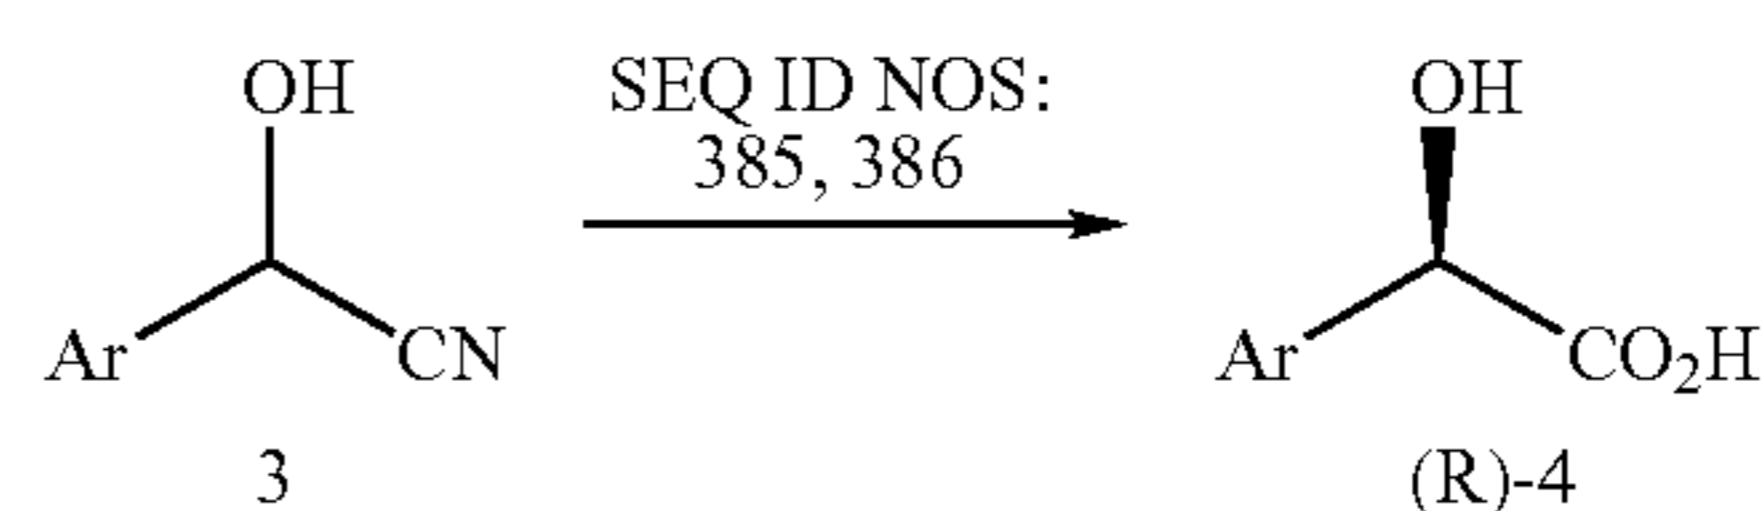 OH
SEQ ID NOS:
385, 386
OH
Ar
CN
Ar
CO₂H
3
(R)-4